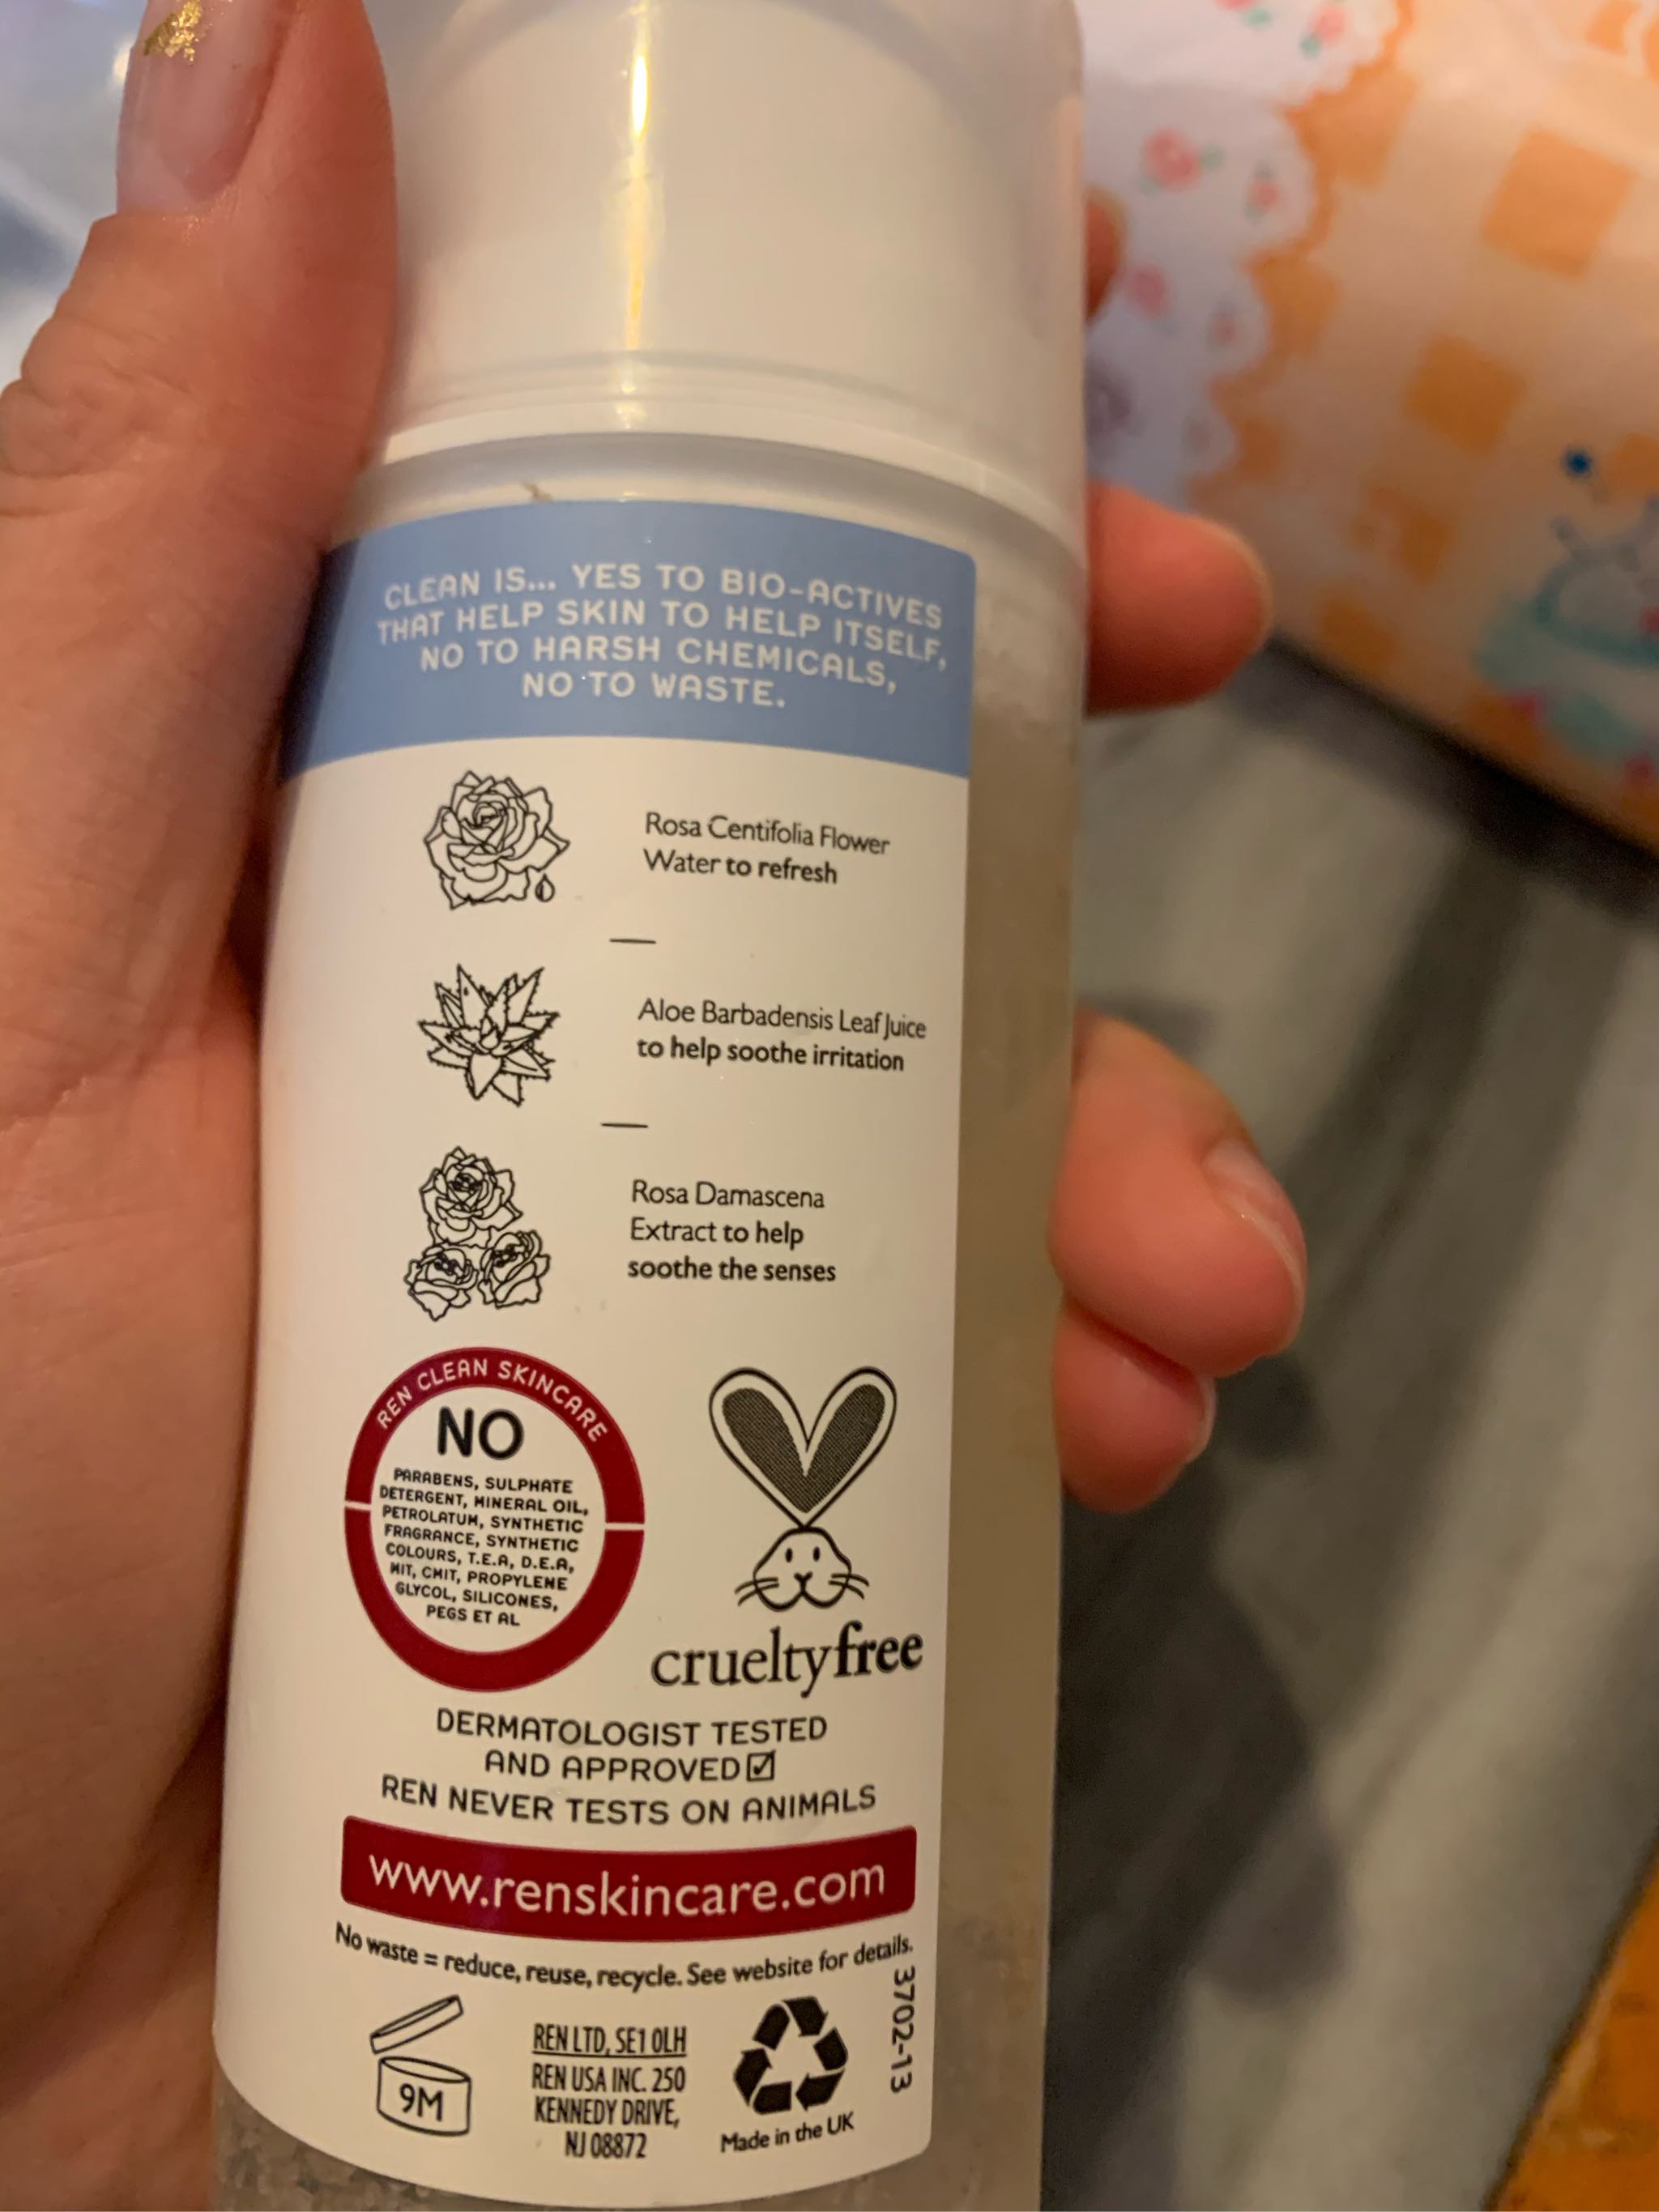 CLEAN IS... YES TO BIO-ACTIVES
THAT HELP SKIN TO HELP ITSELF,
NO TO HARSH CHEMICALS,
NO TO WASTE.
Rosa Centifolia Flower
Water to refresh
Aloe Barbadensis Leaf Juice
to help soothe irritation
Rosa Damascena
Extract to help
soothe the senses
REN CLEAN SKINCARE
NO
PARABENS, SULPHATE
DETERGENT, MINERAL OIL,
PETROLATUM, SYNTHETIC
FRAGRANCE, SYNTHETIC
COLOURS, T.E.A, D.E.A,
MIT, CMIT, PROPYLENE
GLYCOL, SILICONES,
PEGS ET AL
crueltyfree
DERMATOLOGIST TESTED
AND APPROVED☑
REN NEVER TESTS ON ANIMALS
www.renskincare.com
No waste = reduce, reuse, recycle. See website for details.
9M
REN LTD, SE1 0LH
REN USA INC. 250
KENNEDY DRIVE,
NJ 08872
Made in the UK
3702-13